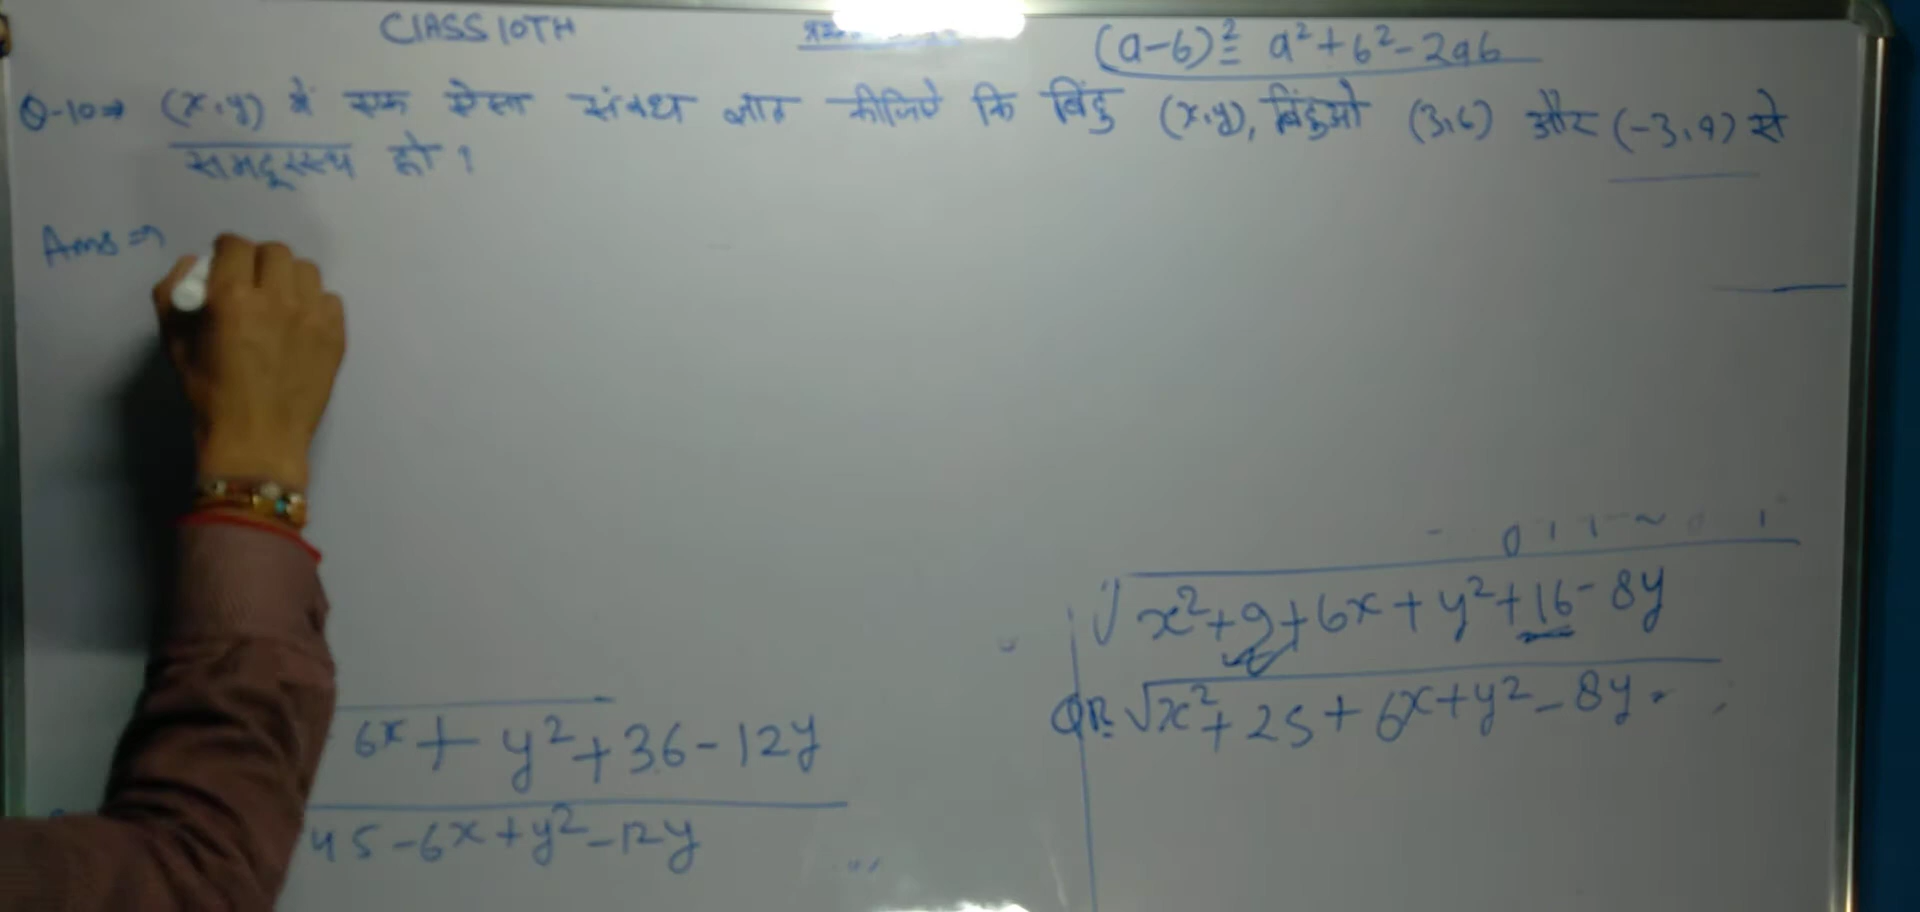 CLASS 10TH
(a-b)² = a²+b²-2ab
Q-10⇒ (x,y) में एक ऐसा संबंध ज्ञात कीजिये कि बिंदु (x,y), बिंदुओ (3,6) और (-3,4) से
समदूरस्थ हो।
Ans ⇒
√x²+9+6x+y²+16-8y
QR √x²+25+6x+y²-8y
6x+y²+36-12y
45-6x+y²-12y